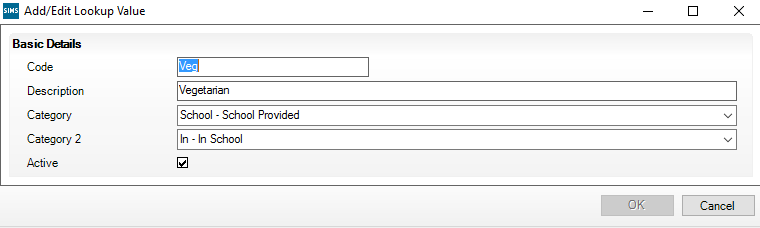 SIMS Add/Edit Lookup Value
Basic Details
Code Veg
Description Vegetarian
Category School - School Provided
Category 2 In - In School
Active
OK Cancel